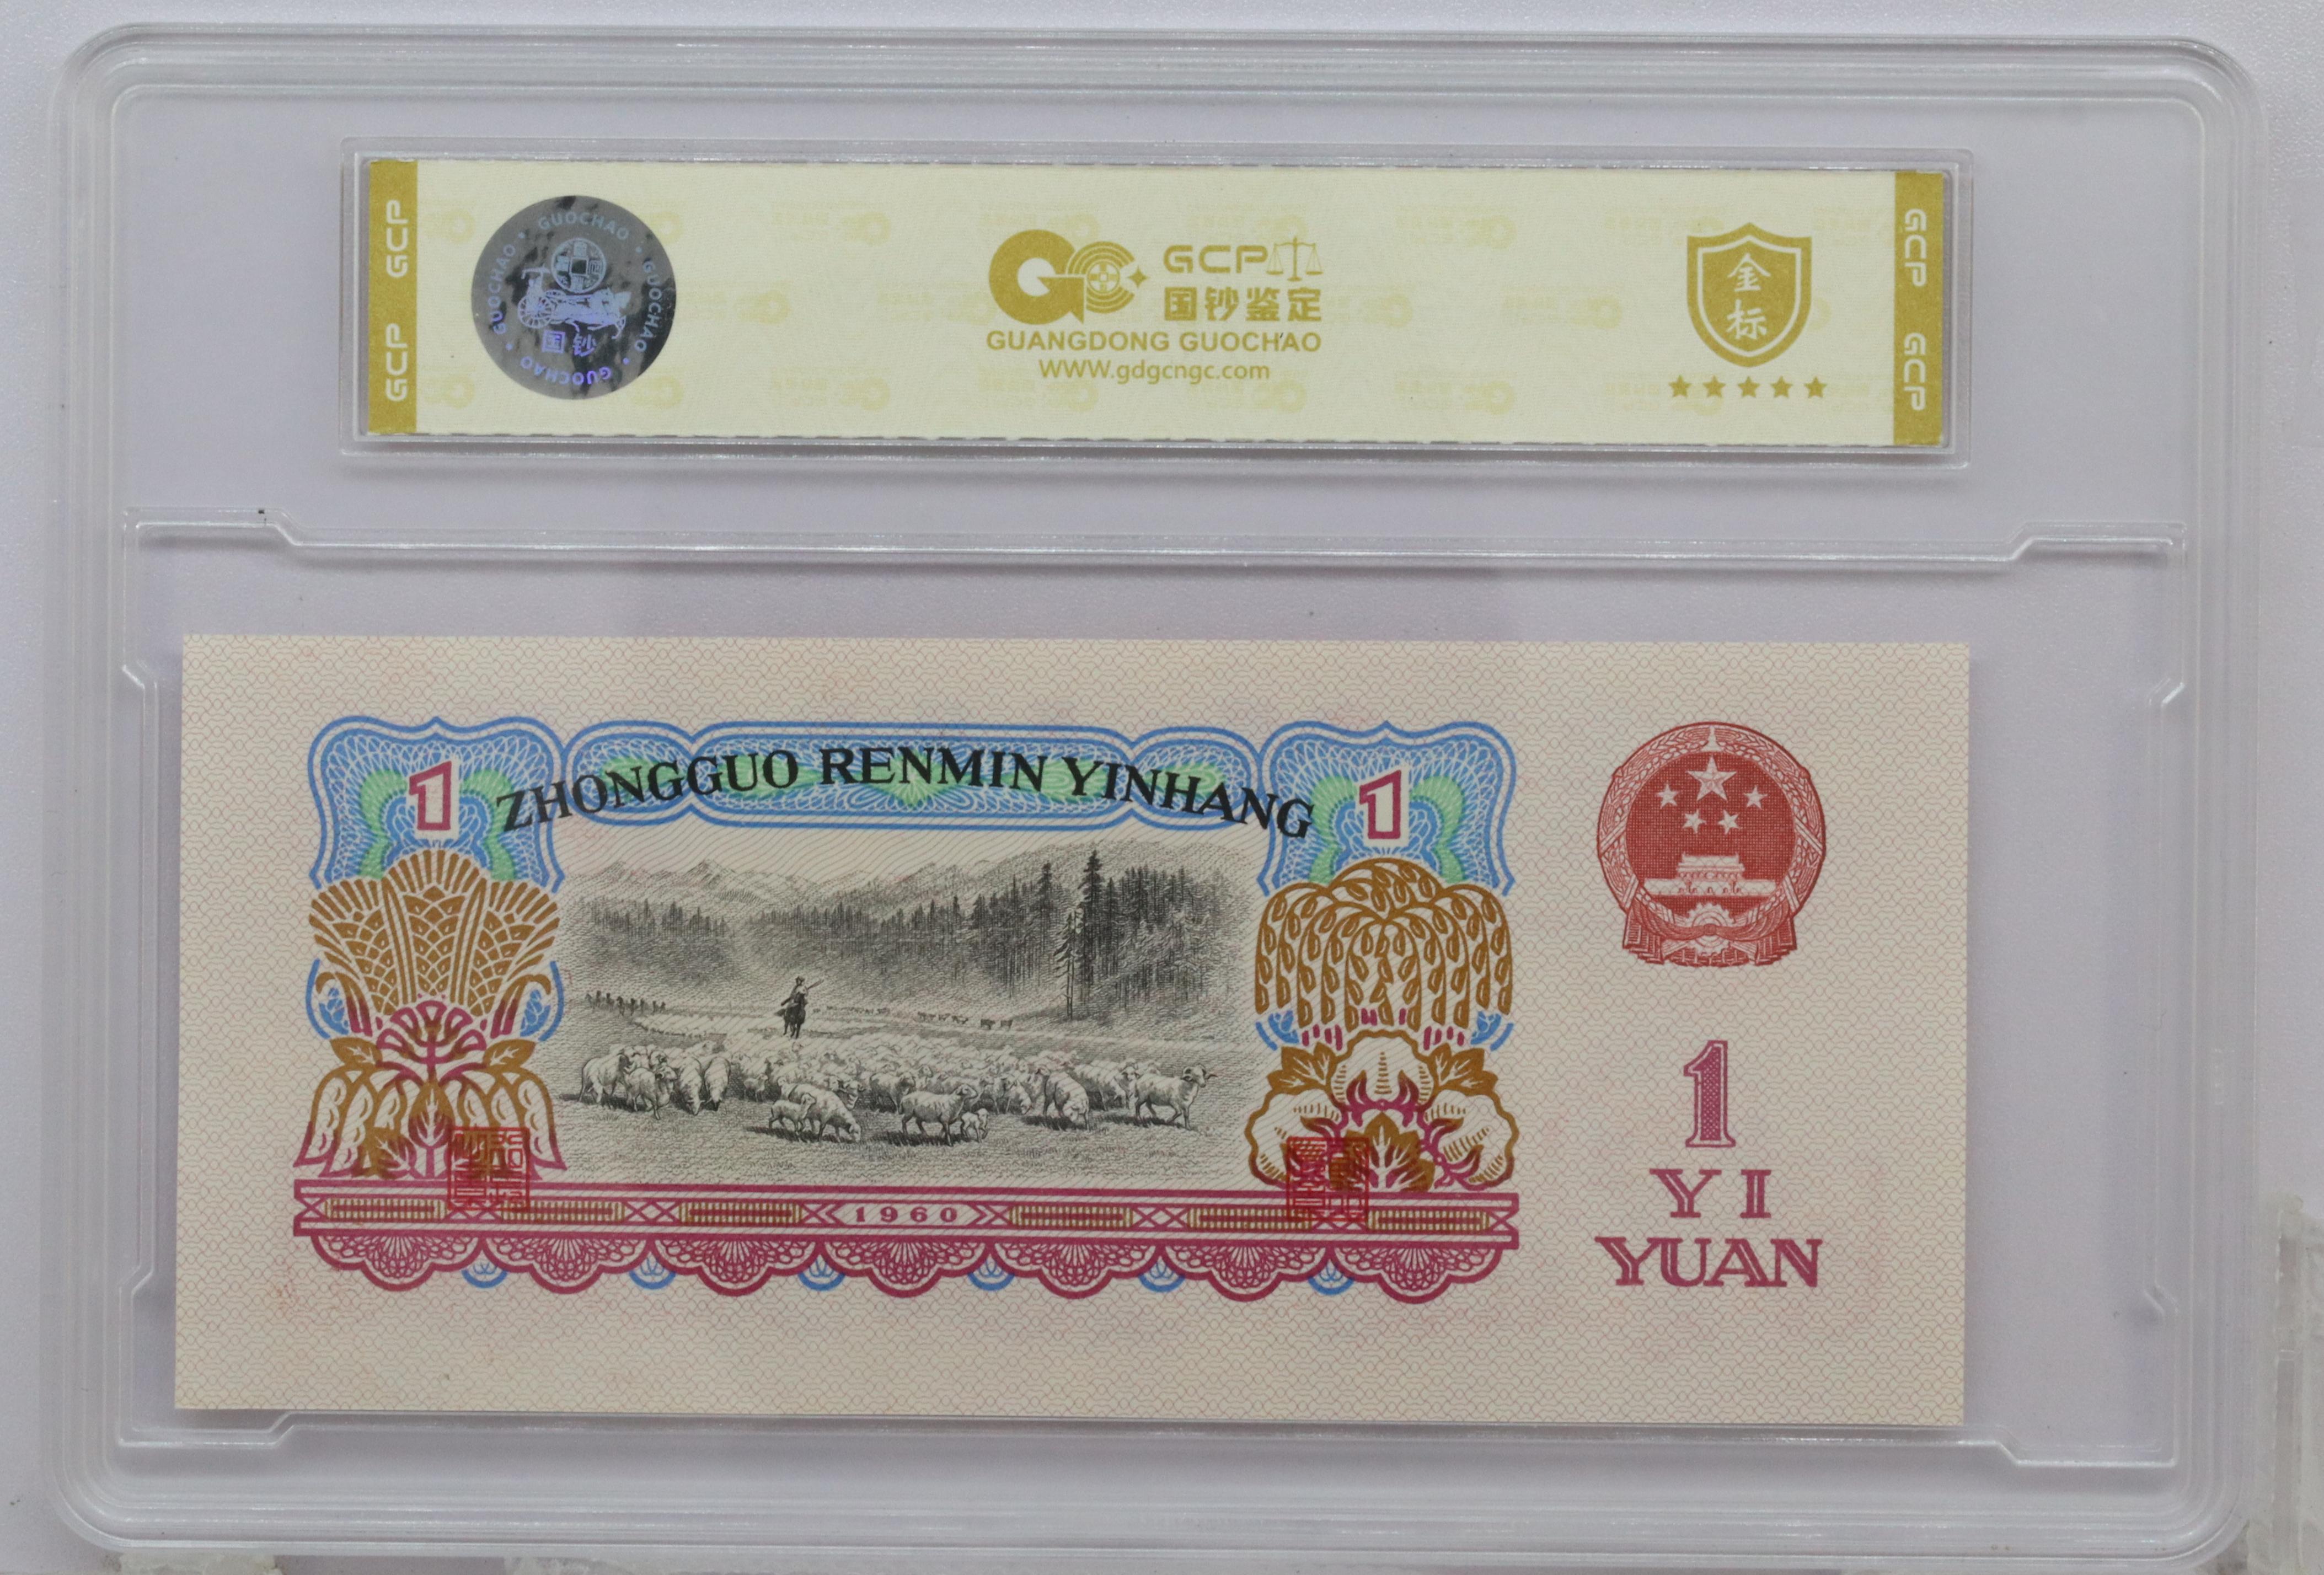 GCP GCP
GUOCHAO • GUOCHAO • GUOCHAO • GUOCHAO •
国钞
GCP
国钞鉴定
GUANGDONG GUOCHAO
WWW.gdgcngc.com
金标
GCP GCP
1
ZHONGGUO RENMIN YINHANG
1
1960
1
YI
YUAN